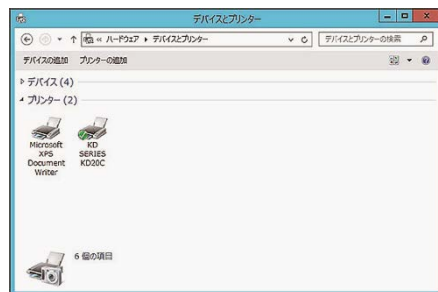 デバイスとプリンター
« ハードウェア ▸ デバイスとプリンター
デバイスとプリンターの検索
デバイスの追加 プリンターの追加
デバイス (4)
プリンター (2)
Microsoft
XPS
Document
Writer
KD
SERIES
KD20C
6 個の項目